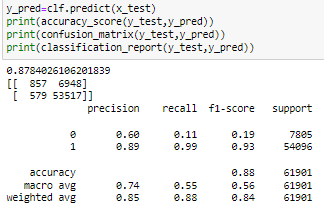 y_pred=clf.predict(x_test)
print(accuracy_score(y_test,y_pred))
print(confusion_matrix(y_test,y_pred))
print(classification_report(y_test,y_pred))
0.8784026106201839
[[ 857 6948]
[ 579 53517]]
precision recall f1-score support
0 0.60 0.11 0.19 7805
1 0.89 0.99 0.93 54096
accuracy 0.88 61901
macro avg 0.74 0.55 0.56 61901
weighted avg 0.85 0.88 0.84 61901